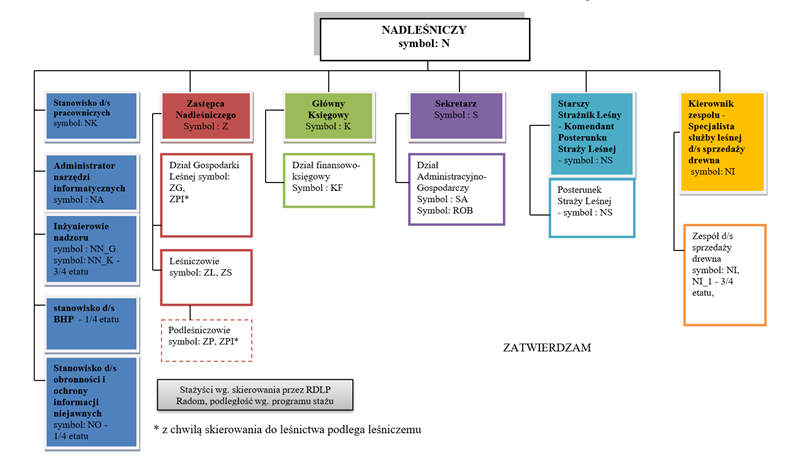 NADLEŚNICZY
symbol: N
Stanowisko d/s
pracowniczych
symbol: NK
Administrator
narzędzi
informatycznych
symbol : NA
Inżynierowie
nadzoru
symbol : NN_G
symbol: NN_K -
3/4 etatu
stanowisko d/s
BHP - 1/4 etatu
Stanowisko d/s
obronności i
ochrony
informacji
niejawnych
symbol: NO -
1/4 etatu
Zastępca
Nadleśniczego
Symbol : Z
Dział Gospodarki
Leśnej symbol:
ZG,
ZPI*
Leśniczowie
symbol: ZL, ZS
Podleśniczowie
symbol: ZP, ZPI*
Główny
Księgowy
Symbol : K
Dział finansowo-
księgowy
Symbol : KF
Sekretarz
Symbol : S
Dział
Administracyjno-
Gospodarczy
Symbol : SA
Symbol: ROB
Starszy
Strażnik Leśny
- Komendant
Posterunku
Straży Leśnej
- symbol : NS
Posterunek
Straży Leśnej
- symbol : NS
Kierownik
zespołu -
Specjalista
służby leśnej
d/s sprzedaży
drewna
symbol: NI
Zespół d/s
sprzedaży
drewna
symbol: NI,
NI_1 - 3/4
etatu,
ZATWIERDZAM
Stażyści wg. skierowania przez RDLP
Radom, podległość wg. programu stażu
* z chwilą skierowania do leśnictwa podlega leśniczemu